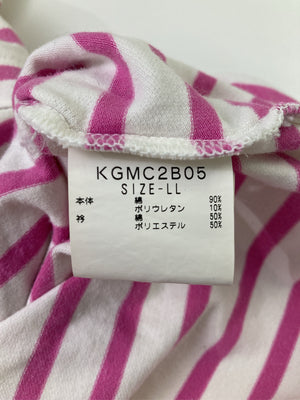 KGMC2B05
SIZE-LL
本体 綿 90%
ポリウレタン 10%
衿 綿 50%
ポリエステル 50%